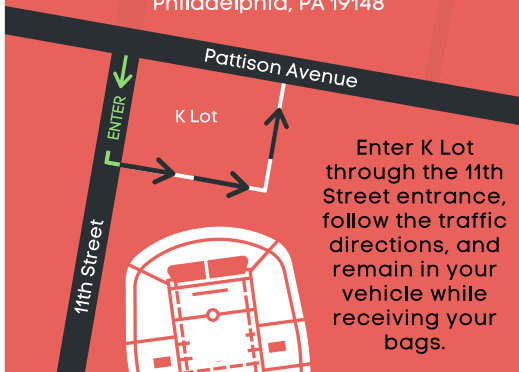 Philadelphia, PA 19148
Pattison Avenue
ENTER
K Lot
11th Street
Enter K Lot
through the 11th
Street entrance,
follow the traffic
directions, and
remain in your
vehicle while
receiving your
bags.